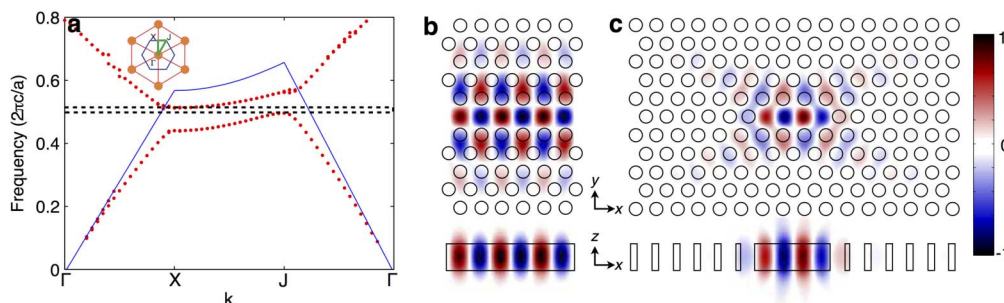 a
X
J
Γ
0.8
0.6
0.4
0.2
0
Frequency (2πc/a)
Γ
X
J
Γ
k
b
y
x
z
x
c
1
0
-1